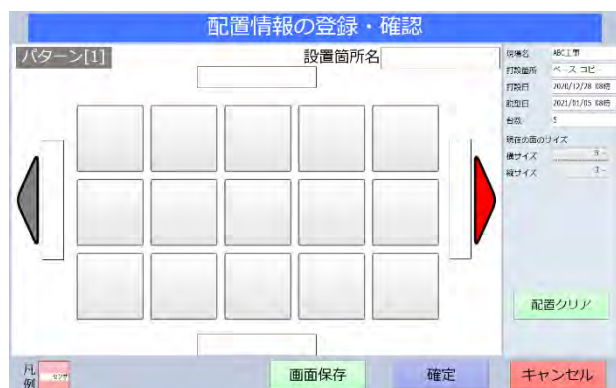 配置情報の登録・確認
パターン[1]
設置箇所名
現場名 ABC工事
打設箇所 ベース コピー
打設日 2020/12/28 08時
脱型日 2021/01/05 08時
台数 5
現在の面のサイズ
横サイズ
縦サイズ
配置クリア
凡例
センサ
画面保存
確定
キャンセル